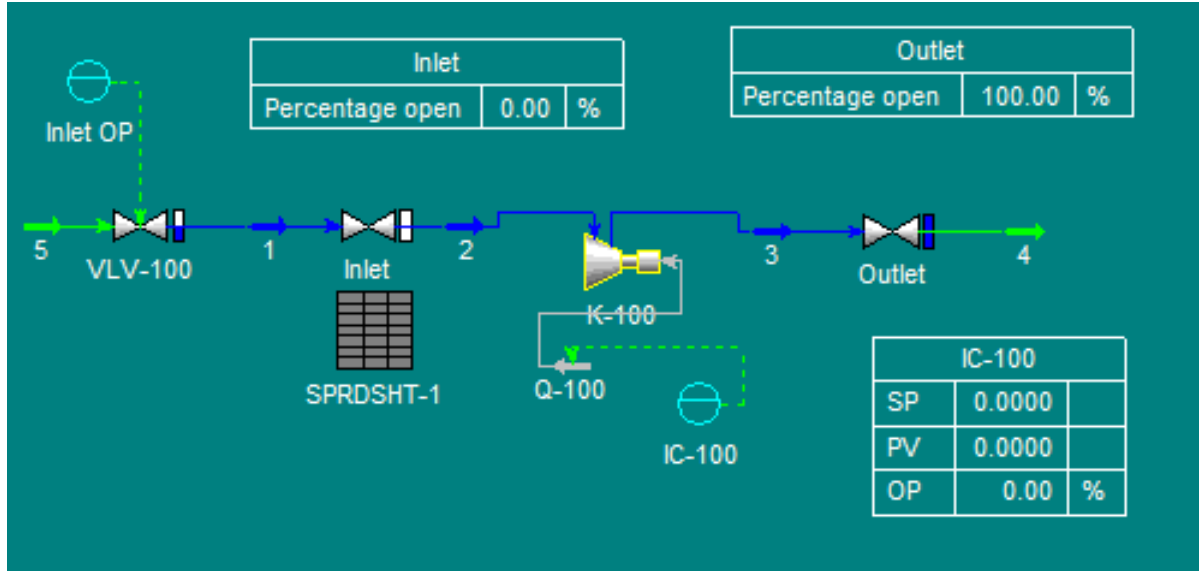 Inlet
Percentage open 0.00 %
Outlet
Percentage open 100.00 %
Inlet OP
5
VLV-100
1
Inlet
2
K-100
3
Outlet
4
SPRDSHT-1
Q-100
IC-100
IC-100
SP 0.0000
PV 0.0000
OP 0.00 %